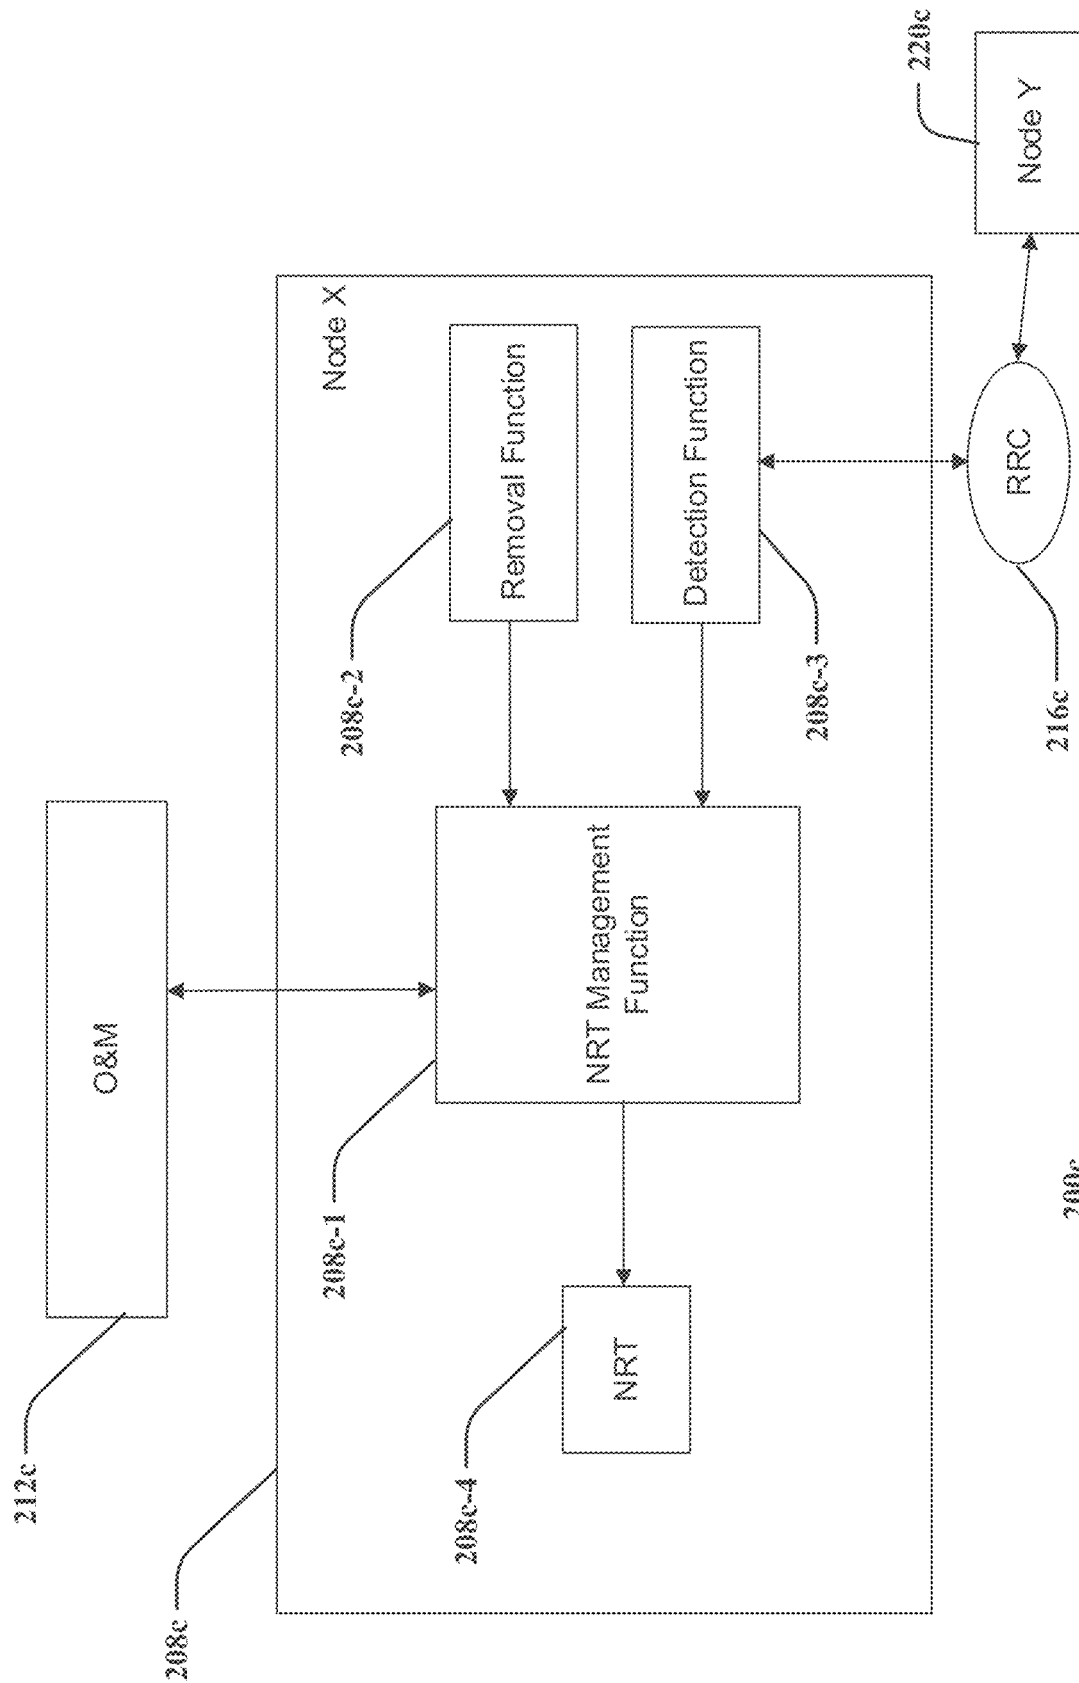 212c
O&M
208c
Node X
208c-1
208c-2
NRT Management
Function
Removal Function
208c-4
NRT
208c-3
Detection Function
216c
RRC
220c
Node Y
200c